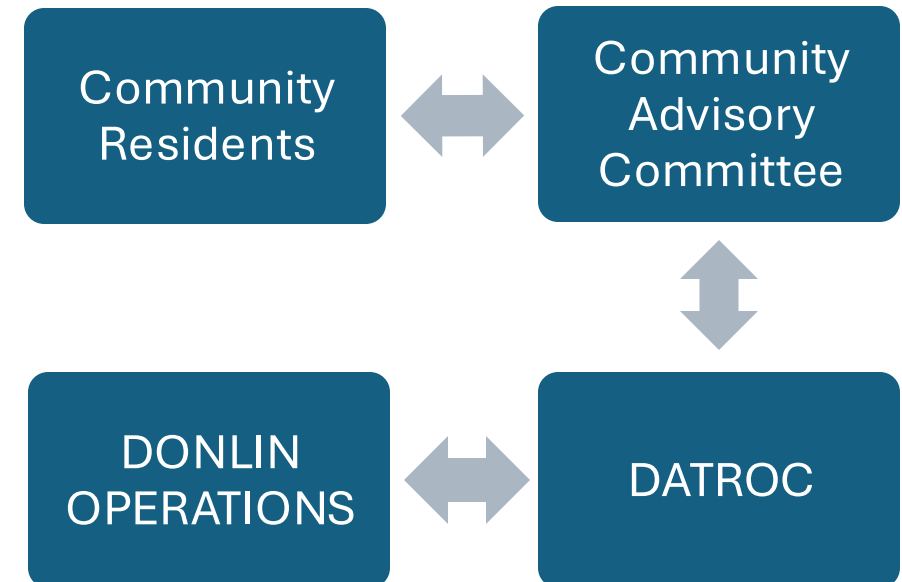 Community
Residents
Community
Advisory
Committee
DONLIN
OPERATIONS
DATROC